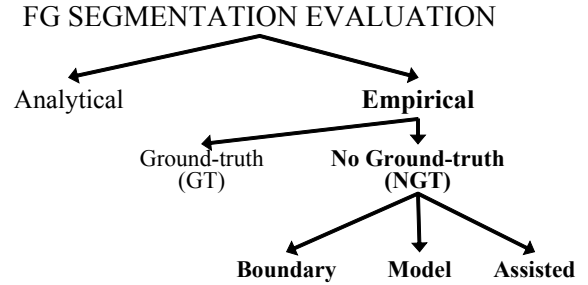 FG SEGMENTATION EVALUATION
Analytical
Empirical
Ground-truth
(GT)
No Ground-truth
(NGT)
Boundary
Model
Assisted